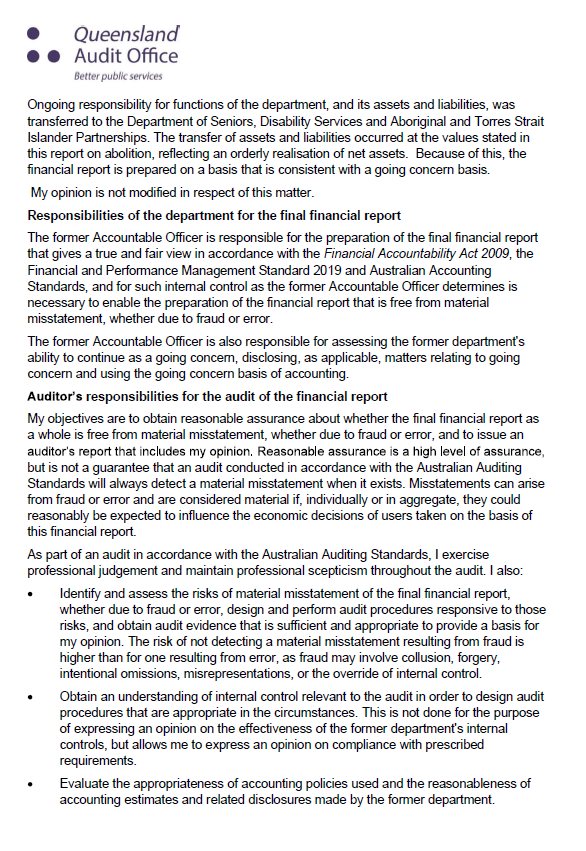 Queensland
Audit Office
Better public services
Ongoing responsibility for functions of the department, and its assets and liabilities, was
transferred to the Department of Seniors, Disability Services and Aboriginal and Torres Strait
Islander Partnerships. The transfer of assets and liabilities occurred at the values stated in
this report on abolition, reflecting an orderly realisation of net assets.  Because of this, the
financial report is prepared on a basis that is consistent with a going concern basis.
My opinion is not modified in respect of this matter.
Responsibilities of the department for the final financial report
The former Accountable Officer is responsible for the preparation of the final financial report
that gives a true and fair view in accordance with the Financial Accountability Act 2009, the
Financial and Performance Management Standard 2019 and Australian Accounting
Standards, and for such internal control as the former Accountable Officer determines is
necessary to enable the preparation of the financial report that is free from material
misstatement, whether due to fraud or error.
The former Accountable Officer is also responsible for assessing the former department's
ability to continue as a going concern, disclosing, as applicable, matters relating to going
concern and using the going concern basis of accounting.
Auditor's responsibilities for the audit of the financial report
My objectives are to obtain reasonable assurance about whether the final financial report as
a whole is free from material misstatement, whether due to fraud or error, and to issue an
auditor's report that includes my opinion. Reasonable assurance is a high level of assurance,
but is not a guarantee that an audit conducted in accordance with the Australian Auditing
Standards will always detect a material misstatement when it exists. Misstatements can arise
from fraud or error and are considered material if, individually or in aggregate, they could
reasonably be expected to influence the economic decisions of users taken on the basis of
this financial report.
As part of an audit in accordance with the Australian Auditing Standards, I exercise
professional judgement and maintain professional scepticism throughout the audit. I also:
• Identify and assess the risks of material misstatement of the final financial report,
whether due to fraud or error, design and perform audit procedures responsive to those
risks, and obtain audit evidence that is sufficient and appropriate to provide a basis for
my opinion. The risk of not detecting a material misstatement resulting from fraud is
higher than for one resulting from error, as fraud may involve collusion, forgery,
intentional omissions, misrepresentations, or the override of internal control.
• Obtain an understanding of internal control relevant to the audit in order to design audit
procedures that are appropriate in the circumstances. This is not done for the purpose
of expressing an opinion on the effectiveness of the former department's internal
controls, but allows me to express an opinion on compliance with prescribed
requirements.
• Evaluate the appropriateness of accounting policies used and the reasonableness of
accounting estimates and related disclosures made by the former department.